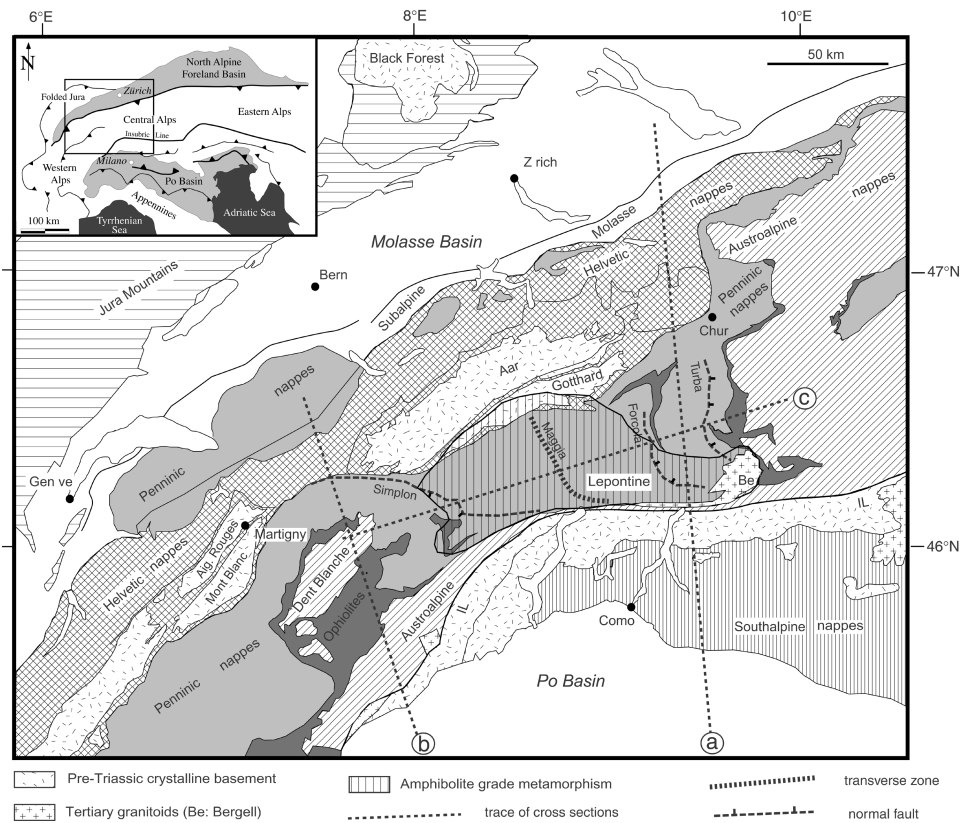 6°E
8°E
10°E
50 km
N
North Alpine
Foreland Basin
Folded Jura
Zürich
Central Alps
Eastern Alps
Insubric Line
Milano
Western
Alps
Po Basin
Appennines
Adriatic Sea
100 km
Tyrrhenian
Sea
Black Forest
Z rich
Molasse
nappes
nappes
Austroalpine
Molasse Basin
Helvetic
Jura Mountains
Bern
47°N
Subalpine
Penninic
nappes
Chur
Aar
Gotthard
Turba
nappes
c
Forcola
Maggia
Penninic
Gen ve
Simplon
Lepontine
Be
IL
Martigny
Aig. Rouges
Mont Blanc
46°N
Helvetic
nappes
Dent Blanche
Ophiolites
Austroalpine
IL
Como
Southalpine
nappes
nappes
Penninic
Po Basin
b
a
Pre-Triassic crystalline basement
Amphibolite grade metamorphism
transverse zone
Tertiary granitoids (Be: Bergell)
trace of cross sections
normal fault